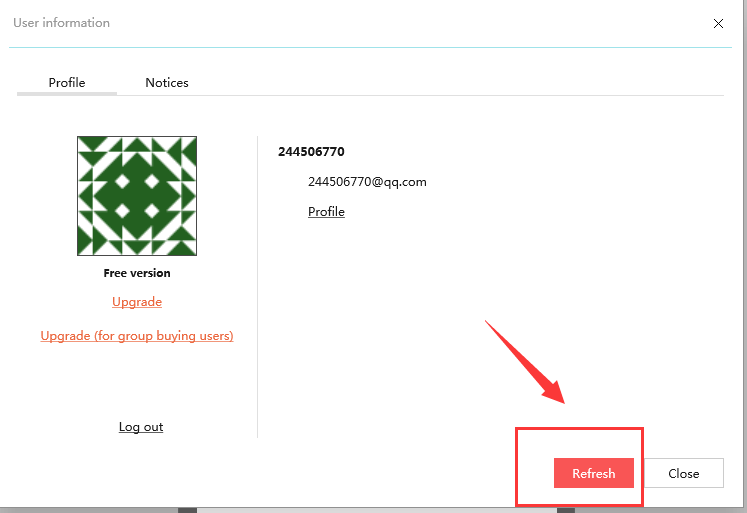 User information
Profile
Notices
244506770
244506770@qq.com
Profile
Free version
Upgrade
Upgrade (for group buying users)
Log out
Refresh
Close